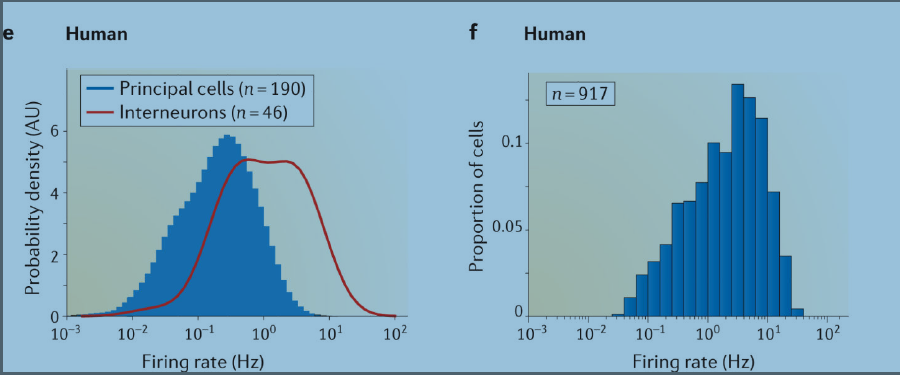 e Human
Principal cells (n = 190)
Interneurons (n = 46)
Probability density (AU)
6
4
2
0
10⁻³ 10⁻² 10⁻¹ 10⁰ 10¹ 10²
Firing rate (Hz)
f Human
n = 917
Proportion of cells
0.1
0.05
0
10⁻³ 10⁻² 10⁻¹ 10⁰ 10¹ 10²
Firing rate (Hz)